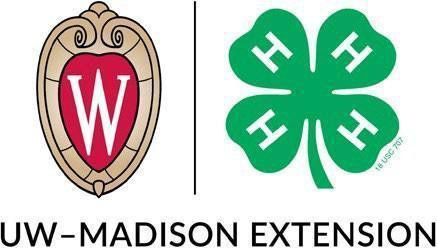 W
H H
H H
18 USC 707
UW–MADISON EXTENSION